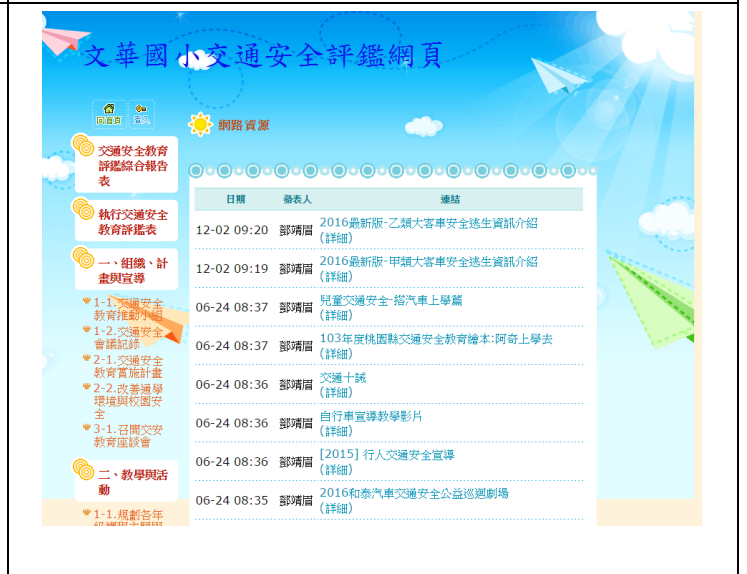 文華國小交通安全評鑑網頁
回首頁 登入
網路資源
交通安全教育
評鑑綜合報告
表
執行交通安全
教育評鑑表
一、組織、計
畫與宣導
1-1.交通安全
教育推動小組
1-2.交通安全
會議記錄
2-1.交通安全
教育實施計畫
2-2.改善通學
環境與校園安
全
3-1.召開交安
教育座談會
二、教學與活
動
1-1.規劃各年
日期 發表人 連結
12-02 09:20 鄧靖眉 2016最新版-乙類大客車安全逃生資訊介紹
(詳細)
12-02 09:19 鄧靖眉 2016最新版-甲類大客車安全逃生資訊介紹
(詳細)
06-24 08:37 鄧靖眉 兒童交通安全-搭汽車上學篇
(詳細)
06-24 08:37 鄧靖眉 103年度桃園縣交通安全教育繪本:阿奇上學去
(詳細)
06-24 08:36 鄧靖眉 交通十誡
(詳細)
06-24 08:36 鄧靖眉 自行車宣導教學影片
(詳細)
06-24 08:36 鄧靖眉 [2015] 行人交通安全宣導
(詳細)
06-24 08:35 鄧靖眉 2016和泰汽車交通安全公益巡迴劇場
(詳細)